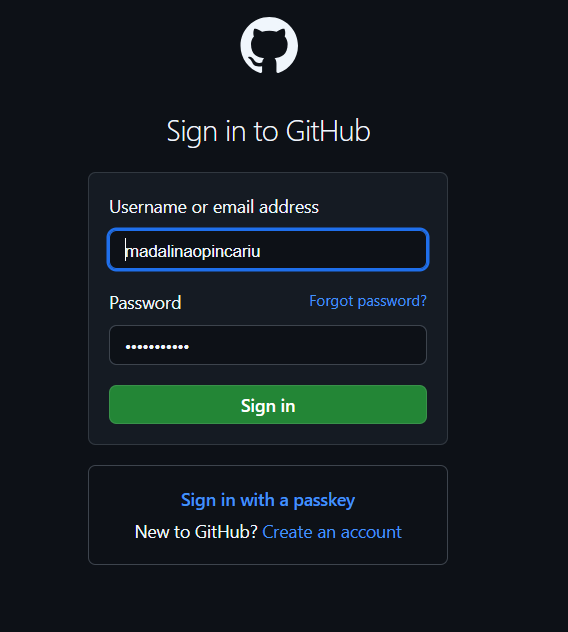 Sign in to GitHub
Username or email address
madalinaopincariu
Password Forgot password?
•••••••••••
Sign in
Sign in with a passkey
New to GitHub? Create an account